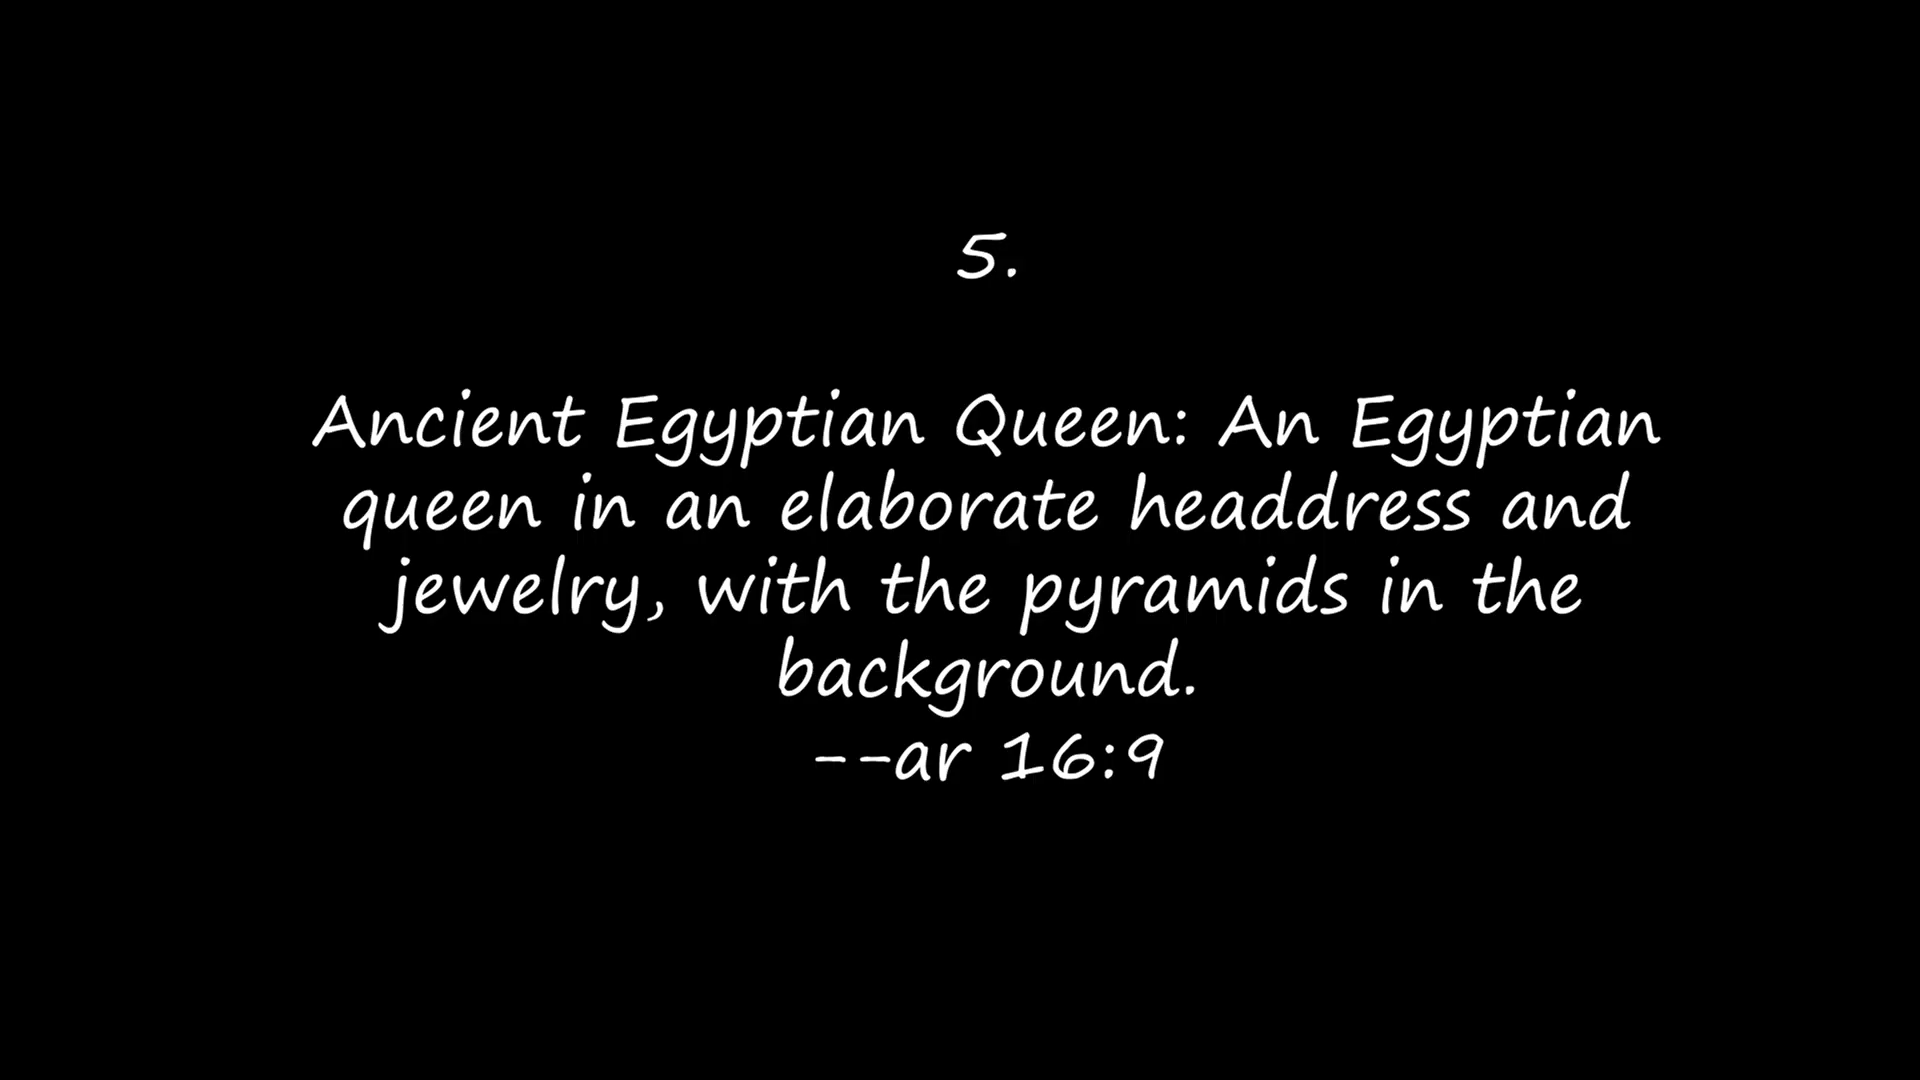 5.
Ancient Egyptian Queen: An Egyptian
queen in an elaborate headdress and
jewelry, with the pyramids in the
background.
--ar 16:9